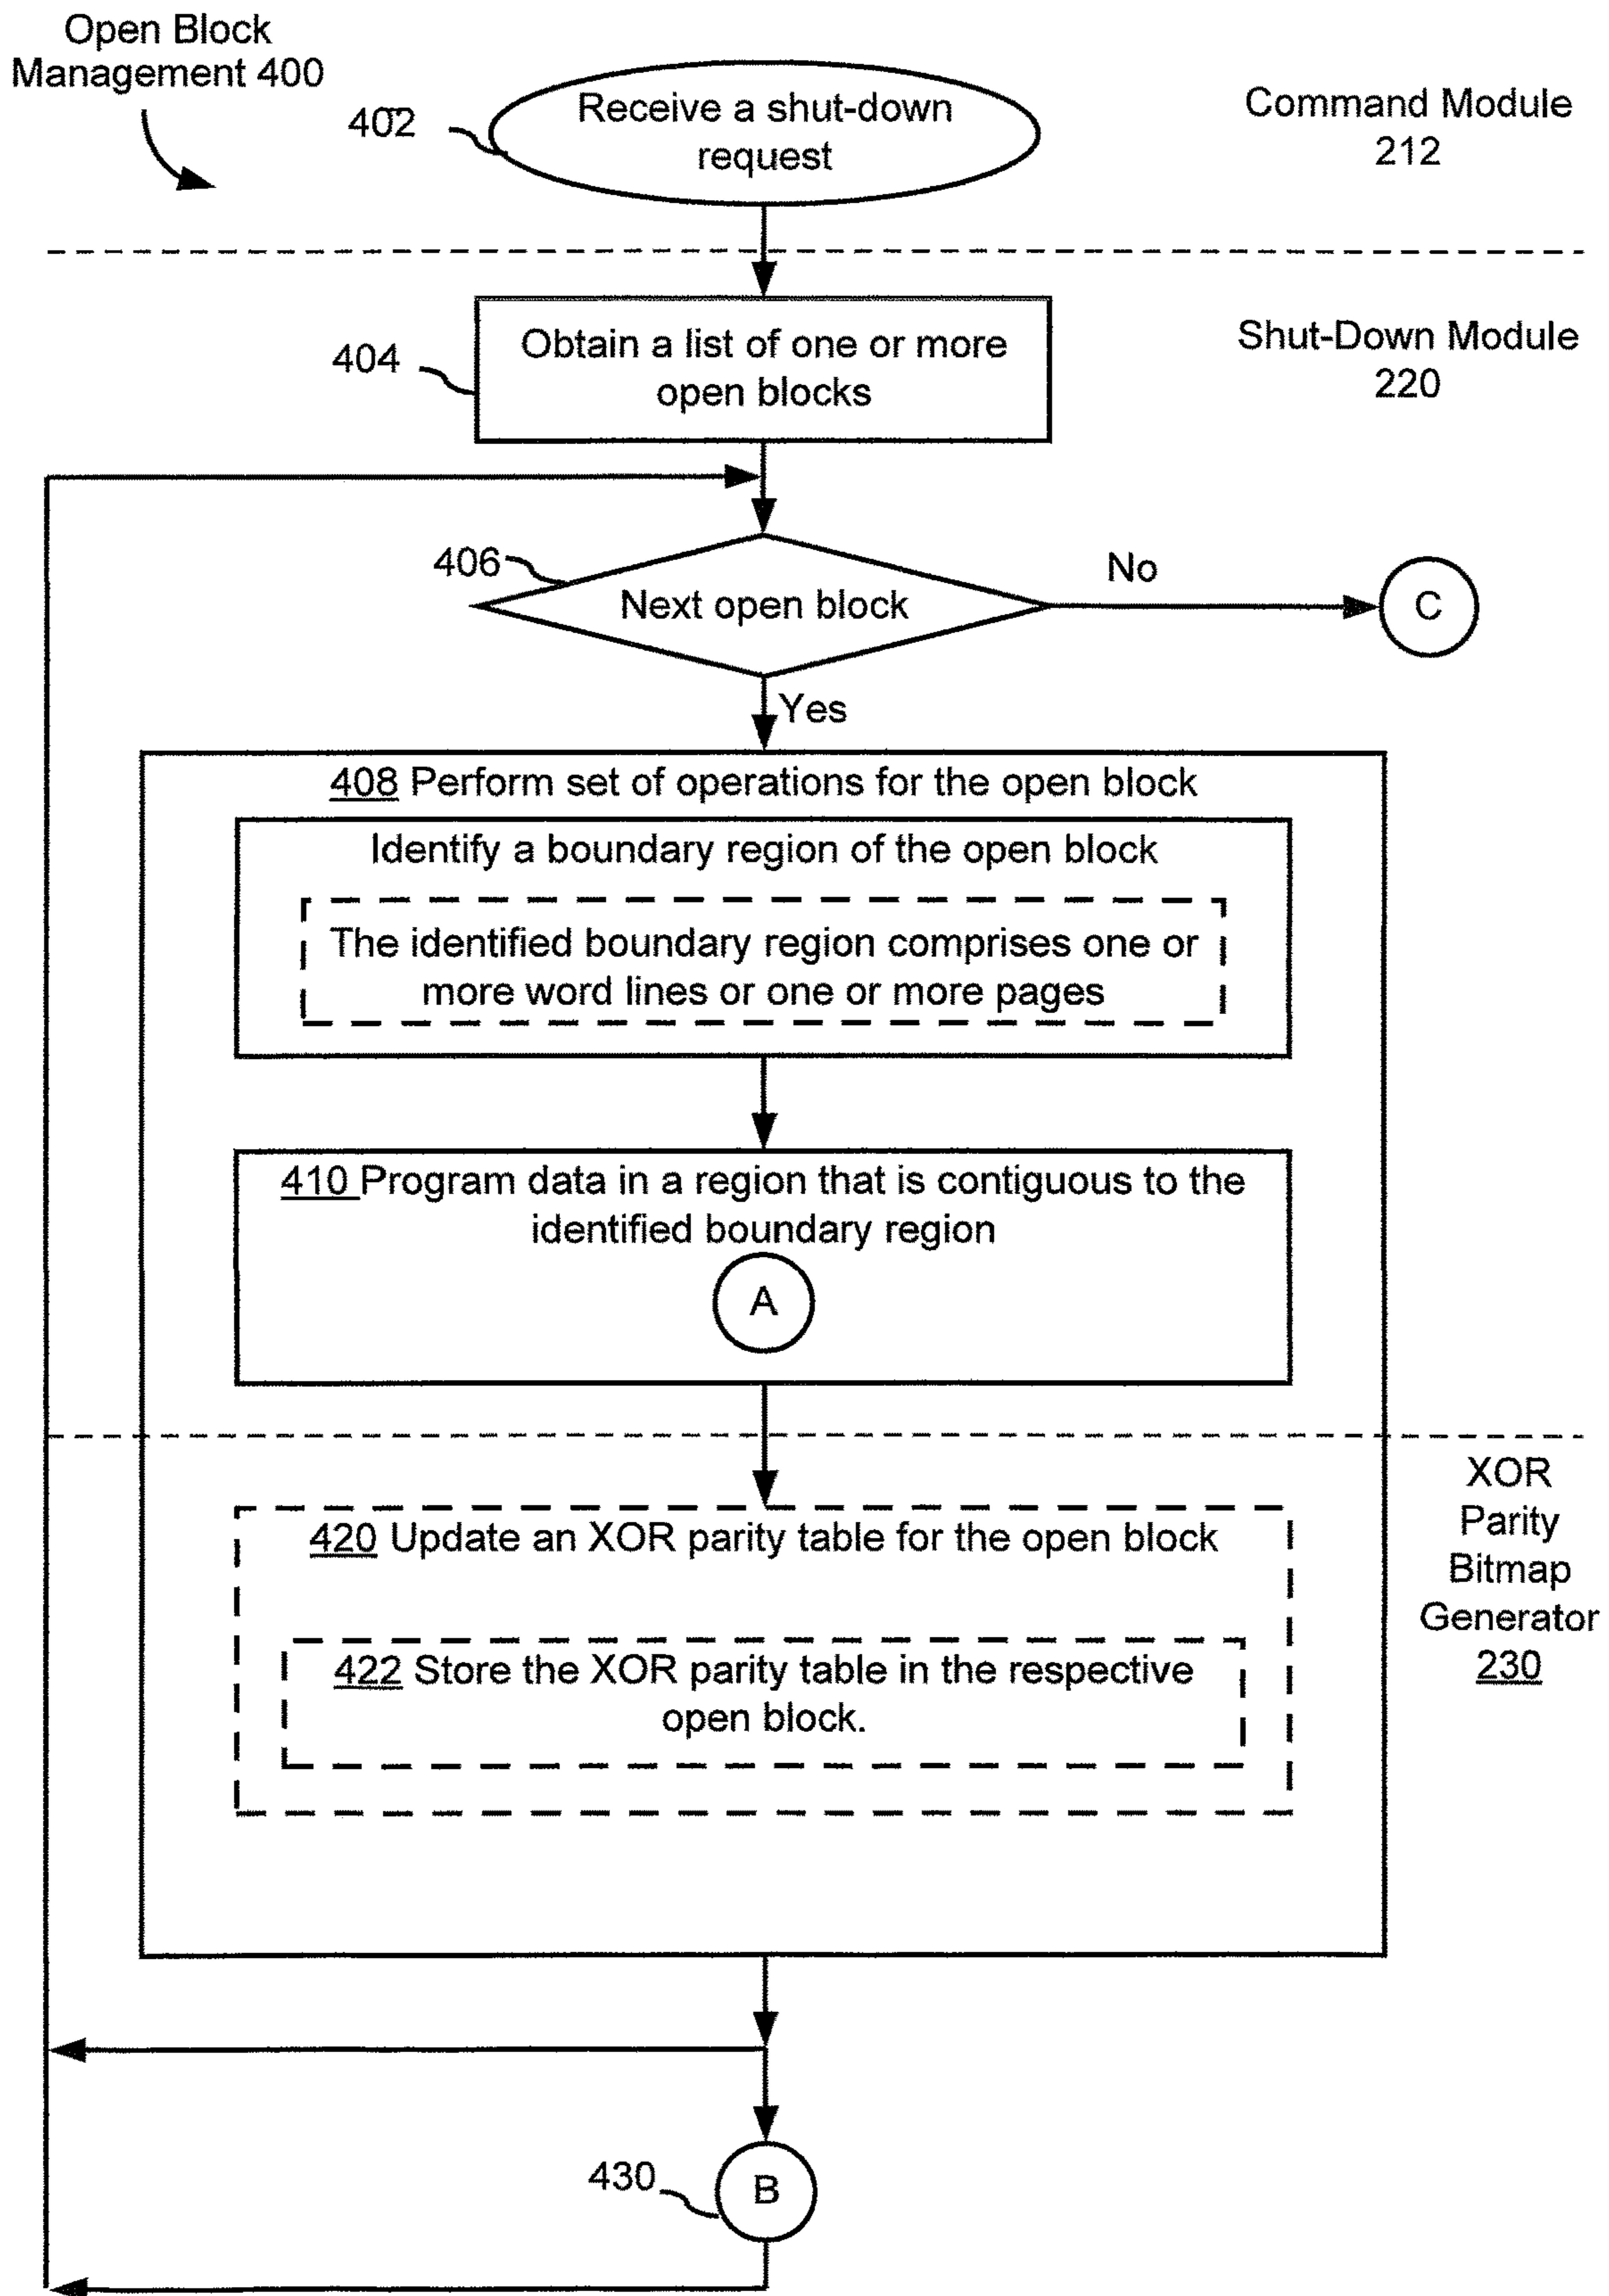 Open Block
Management 400
402
Receive a shut-down
request
Command Module
212
404
Obtain a list of one or more
open blocks
Shut-Down Module
220
406
Next open block
No
C
Yes
408 Perform set of operations for the open block
Identify a boundary region of the open block
The identified boundary region comprises one or
more word lines or one or more pages
410 Program data in a region that is contiguous to the
identified boundary region
A
XOR
Parity
Bitmap
Generator
230
420 Update an XOR parity table for the open block
422 Store the XOR parity table in the respective
open block.
430
B